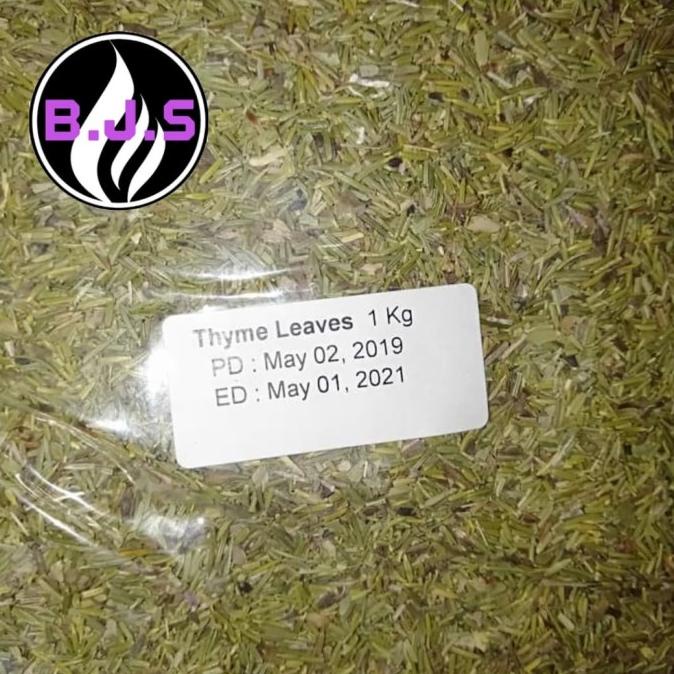 B.J.S
Thyme Leaves 1 Kg
PD : May 02, 2019
ED : May 01, 2021